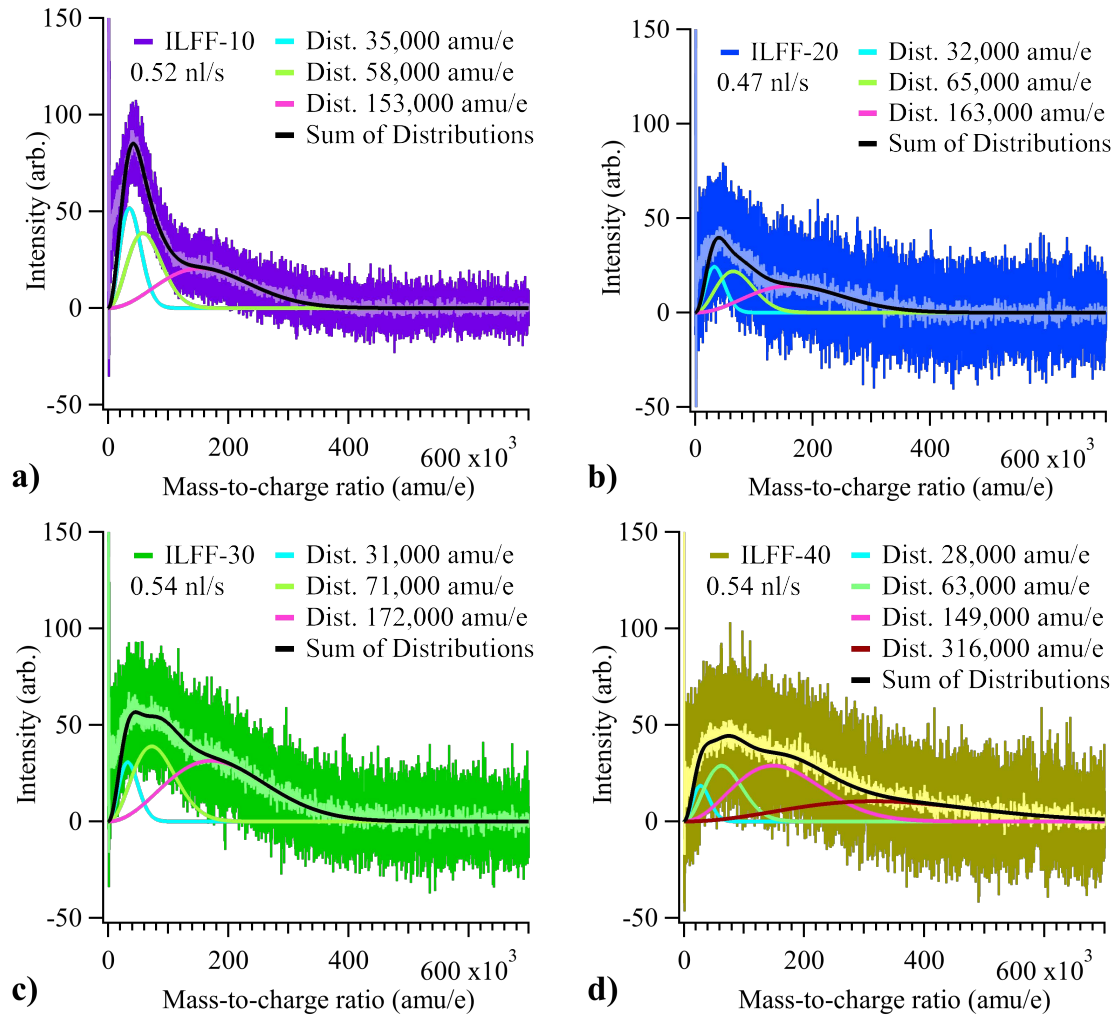 150
100
50
0
-50
Intensity (arb.)
ILFF-10
0.52 nl/s
Dist. 35,000 amu/e
Dist. 58,000 amu/e
Dist. 153,000 amu/e
Sum of Distributions
0
200
400
600 x10³
Mass-to-charge ratio (amu/e)
a)
150
100
50
0
-50
Intensity (arb.)
ILFF-20
0.47 nl/s
Dist. 32,000 amu/e
Dist. 65,000 amu/e
Dist. 163,000 amu/e
Sum of Distributions
0
200
400
600 x10³
Mass-to-charge ratio (amu/e)
b)
150
100
50
0
-50
Intensity (arb.)
ILFF-30
0.54 nl/s
Dist. 31,000 amu/e
Dist. 71,000 amu/e
Dist. 172,000 amu/e
Sum of Distributions
0
200
400
600 x10³
Mass-to-charge ratio (amu/e)
c)
150
100
50
0
-50
Intensity (arb.)
ILFF-40
0.54 nl/s
Dist. 28,000 amu/e
Dist. 63,000 amu/e
Dist. 149,000 amu/e
Dist. 316,000 amu/e
Sum of Distributions
0
200
400
600 x10³
Mass-to-charge ratio (amu/e)
d)